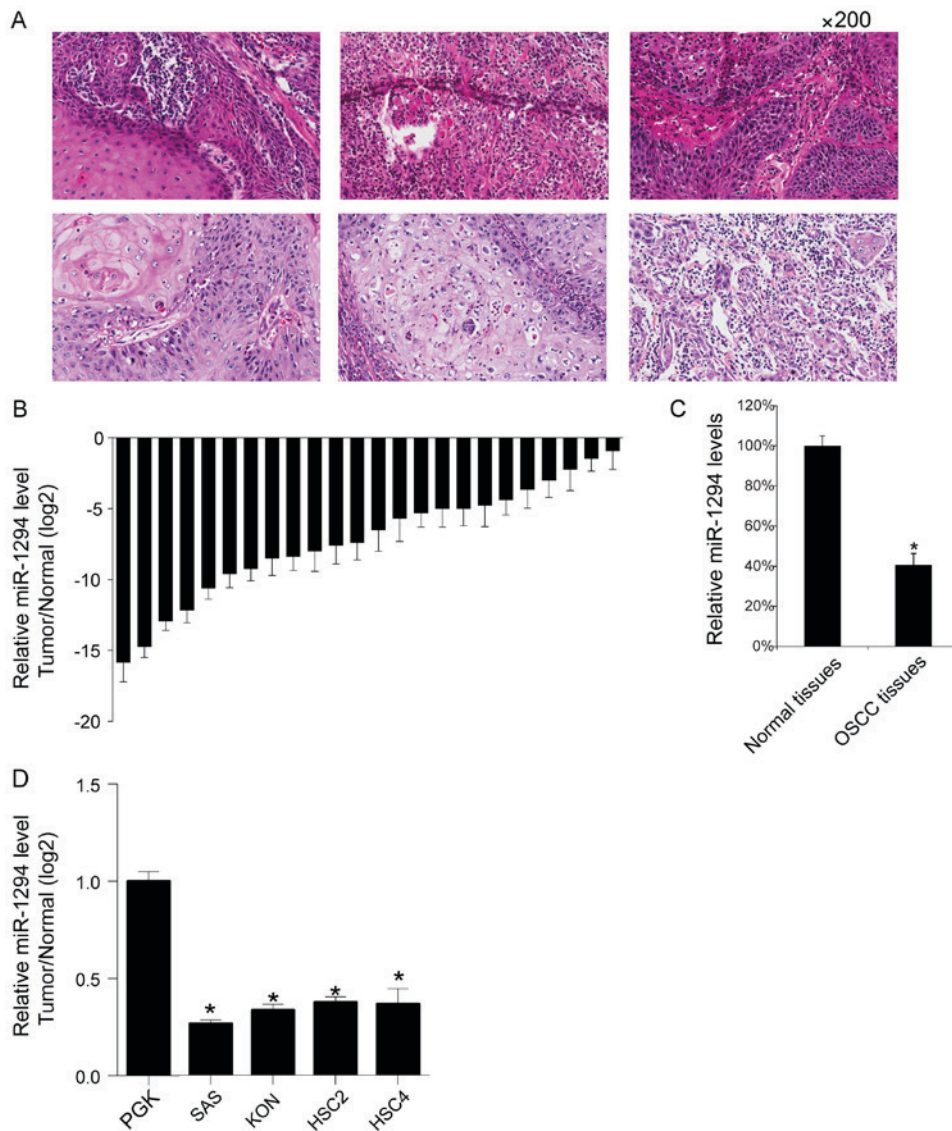 A
×200
B
Relative miR-1294 level
Tumor/Normal (log2)
0
-5
-10
-15
-20
C
Relative miR-1294 levels
120%
100%
80%
60%
40%
20%
0%
*
Normal tissues
OSCC tissues
D
Relative miR-1294 level
Tumor/Normal (log2)
1.5
1.0
0.5
0.0
*
*
*
*
PGK
SAS
KON
HSC2
HSC4